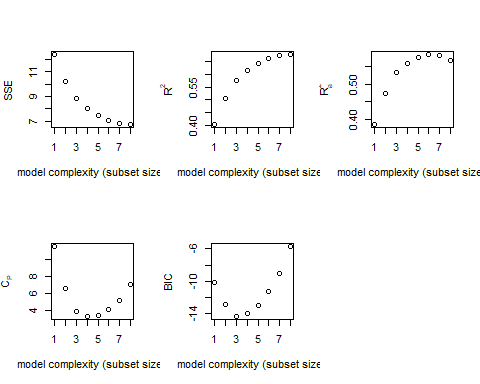 SSE
7 9 11
1 3 5 7
model complexity (subset size
R²
0.40 0.55
1 3 5 7
model complexity (subset size
R²ₐ
0.40 0.50
1 3 5 7
model complexity (subset size
Cₚ
4 6 8
1 3 5 7
model complexity (subset size
BIC
-14 -10 -6
1 3 5 7
model complexity (subset size